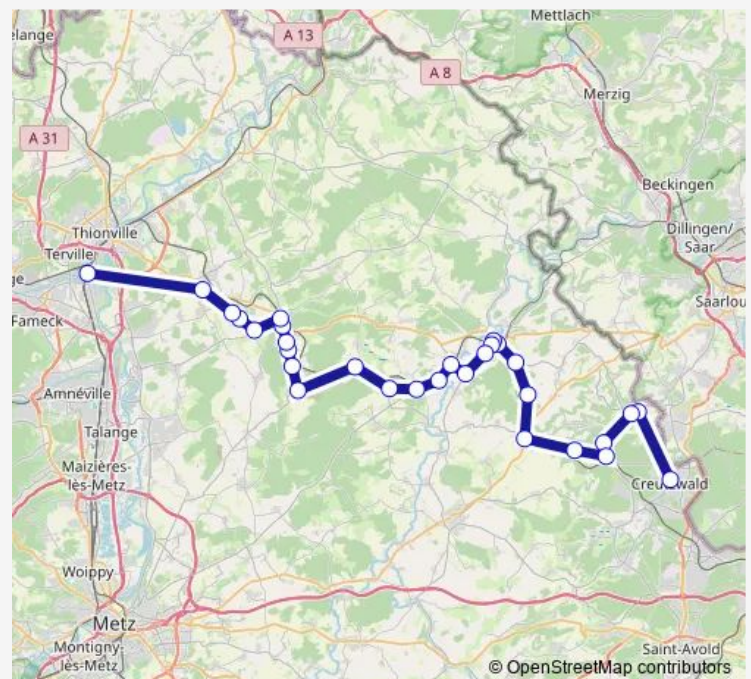 Mettlach
elange
A 13
A 8
Merzig
A 31
Beckingen
Thionville
Dillingen/
Saar
Terville
ge
Saarlou
Fameck
Amnéville
Talange
Maizières-
lès-Metz
Creutzwald
Woippy
Metz
Montigny-
lès-Metz
Saint-Avold
© OpenStreetMap contributors